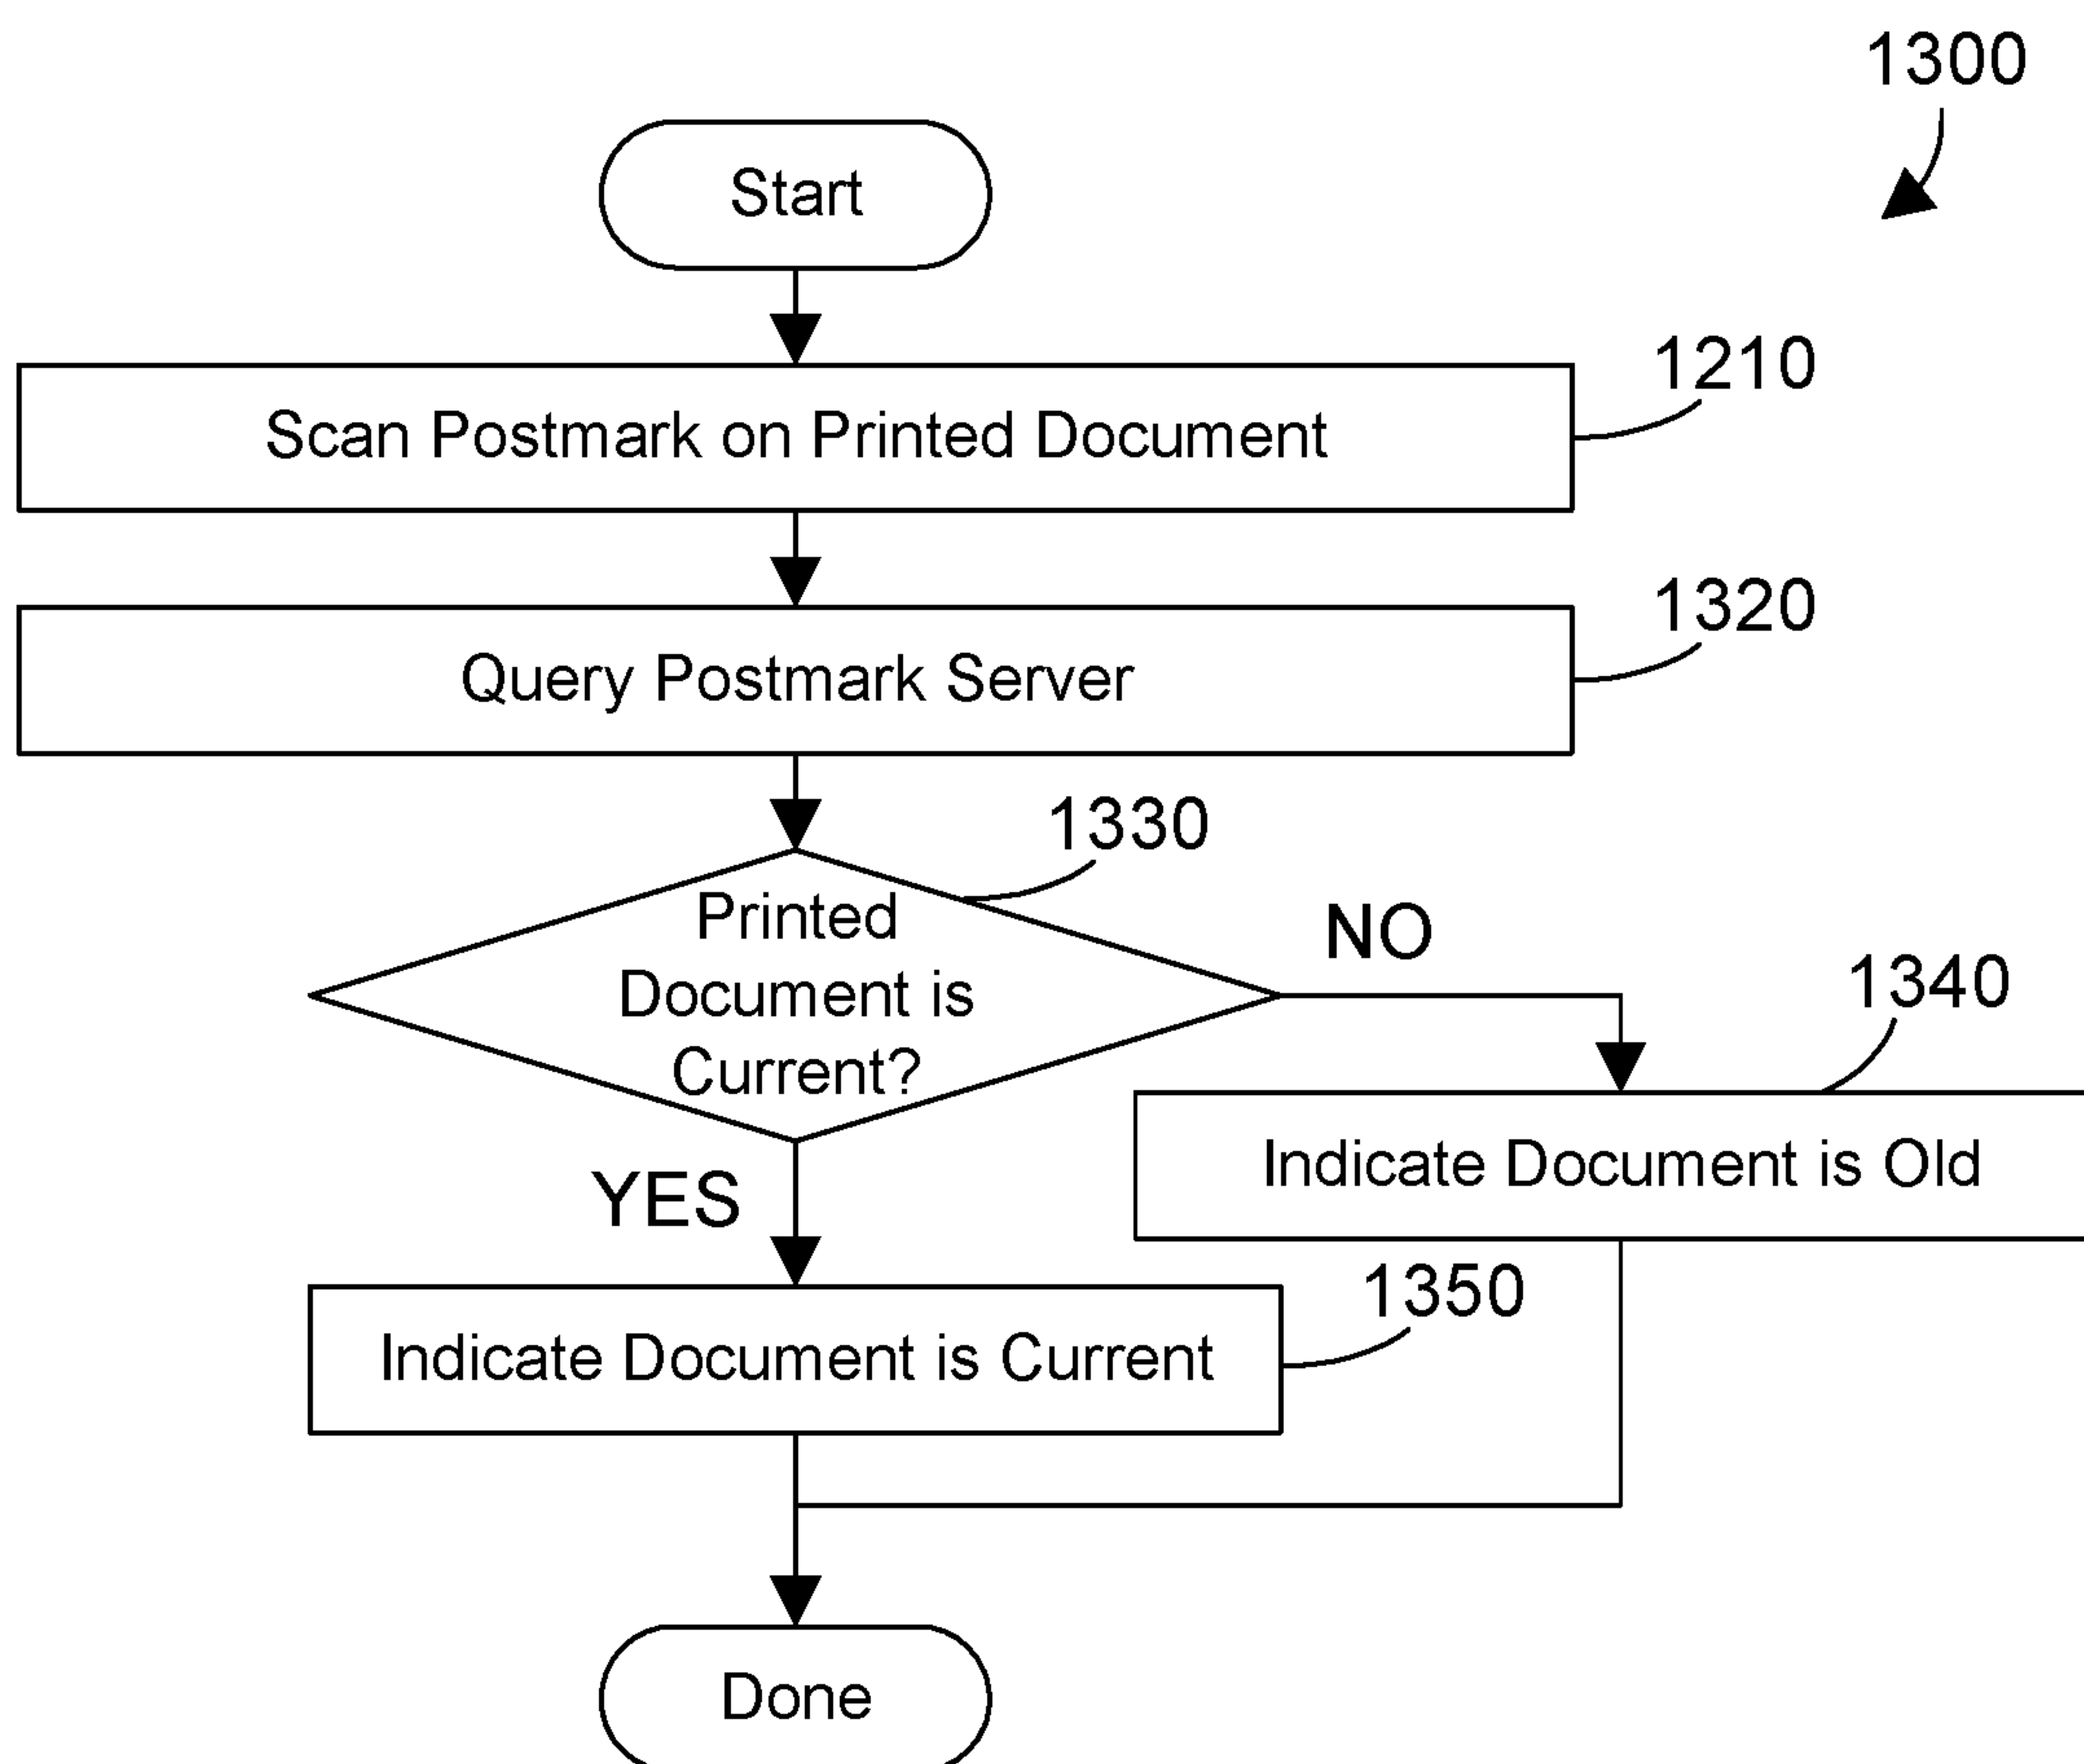 1300
Start
1210
Scan Postmark on Printed Document
1320
Query Postmark Server
1330
Printed
Document is
Current?
NO
1340
Indicate Document is Old
YES
1350
Indicate Document is Current
Done